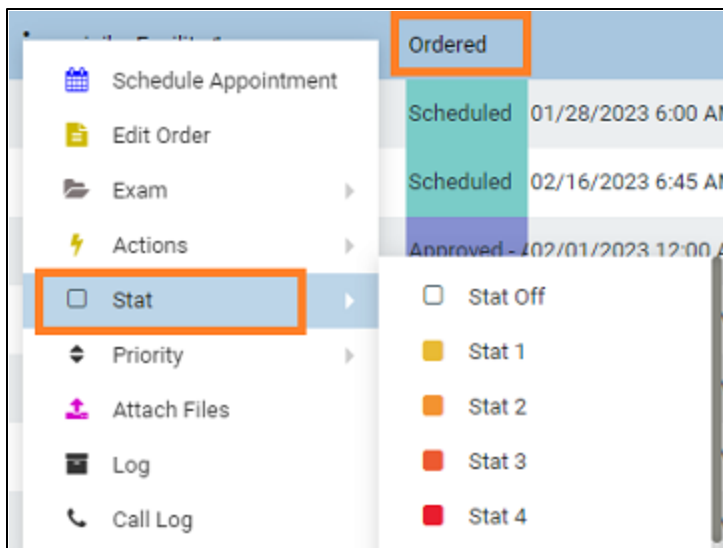 Ordered
Schedule Appointment
Scheduled 01/28/2023 6:00 AM
Edit Order
Scheduled 02/16/2023 6:45 AM
Exam
Actions
Approved - 02/01/2023 12:00
Stat
Stat Off
Priority
Stat 1
Attach Files
Stat 2
Log
Stat 3
Call Log
Stat 4